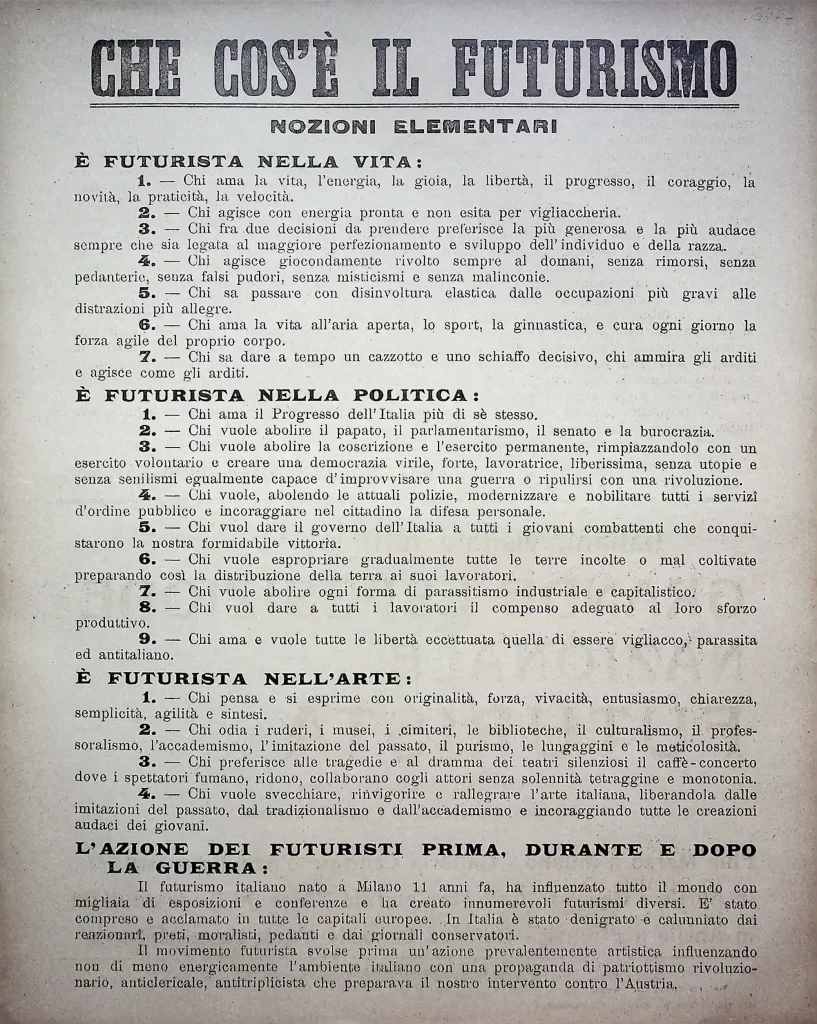 CHE COS'È IL FUTURISMO
NOZIONI ELEMENTARI
È FUTURISTA NELLA VITA:
1. — Chi ama la vita, l'energia, la gioia, la libertà, il progresso, il coraggio, la
novità, la praticità, la velocità.
2. — Chi agisce con energia pronta e non esita per vigliaccheria.
3. — Chi fra due decisioni da prendere preferisce la più generosa e la più audace
sempre che sia legata al maggiore perfezionamento e sviluppo dell'individuo e della razza.
4. — Chi agisce giocondamente rivolto sempre al domani, senza rimorsi, senza
pedanterie, senza falsi pudori, senza misticismi e senza malinconie.
5. — Chi sa passare con disinvoltura elastica dalle occupazioni più gravi alle
distrazioni più allegre.
6. — Chi ama la vita all'aria aperta, lo sport, la ginnastica, e cura ogni giorno la
forza agile del proprio corpo.
7. — Chi sa dare a tempo un cazzotto e uno schiaffo decisivo, chi ammira gli arditi
e agisce come gli arditi.
È FUTURISTA NELLA POLITICA:
1. — Chi ama il Progresso dell'Italia più di sè stesso.
2. — Chi vuole abolire il papato, il parlamentarismo, il senato e la burocrazia.
3. — Chi vuole abolire la coscrizione e l'esercito permanente, rimpiazzandolo con un
esercito volontario e creare una democrazia virile, forte, lavoratrice, liberissima, senza utopie e
senza senilismi egualmente capace d'improvvisare una guerra o ripulirsi con una rivoluzione.
4. — Chi vuole, abolendo le attuali polizie, modernizzare e nobilitare tutti i servizi
d'ordine pubblico e incoraggiare nel cittadino la difesa personale.
5. — Chi vuol dare il governo dell'Italia a tutti i giovani combattenti che conqui-
starono la nostra formidabile vittoria.
6. — Chi vuole espropriare gradualmente tutte le terre incolte o mal coltivate
preparando così la distribuzione della terra ai suoi lavoratori.
7. — Chi vuole abolire ogni forma di parassitismo industriale e capitalistico.
8. — Chi vuol dare a tutti i lavoratori il compenso adeguato al loro sforzo
produttivo.
9. — Chi ama e vuole tutte le libertà eccettuata quella di essere vigliacco, parassita
ed antitaliano.
È FUTURISTA NELL'ARTE:
1. — Chi pensa e si esprime con originalità, forza, vivacità, entusiasmo, chiarezza,
semplicità, agilità e sintesi.
2. — Chi odia i ruderi, i musei, i cimiteri, le biblioteche, il culturalismo, il profes-
soralismo, l'accademismo, l'imitazione del passato, il purismo, le lungaggini e le meticolosità.
3. — Chi preferisce alle tragedie e al dramma dei teatri silenziosi il caffè-concerto
dove i spettatori fumano, ridono, collaborano cogli attori senza solennità tetraggine e monotonia.
4. — Chi vuole svecchiare, rinvigorire e rallegrare l'arte italiana, liberandola dalle
imitazioni del passato, dal tradizionalismo e dall'accademismo e incoraggiando tutte le creazioni
audaci dei giovani.
L'AZIONE DEI FUTURISTI PRIMA, DURANTE E DOPO
LA GUERRA:
Il futurismo italiano nato a Milano 11 anni fa, ha influenzato tutto il mondo con
migliaia di esposizioni e conferenze e ha creato innumerevoli futurismi diversi. E' stato
compreso e acclamato in tutte le capitali europee. In Italia è stato denigrato e calunniato dai
reazionari, preti, moralisti, pedanti e dai giornali conservatori.
Il movimento futurista svolse prima un'azione prevalentemente artistica influenzando
non di meno energicamente l'ambiente italiano con una propaganda di patriottismo rivoluzio-
nario, anticlericale, antitriplicista che preparava il nostro intervento contro l'Austria.